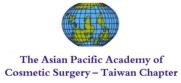 The Asian Pacific Academy of
Cosmetic Surgery – Taiwan Chapter